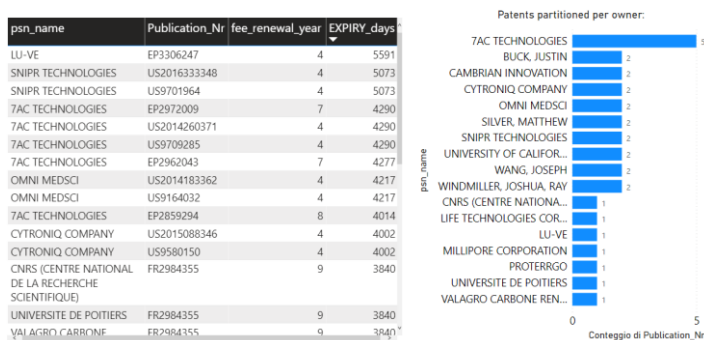 psn_name Publication_Nr fee_renewal_year EXPIRY_days
LU-VE EP3306247 4 5591
SNIPR TECHNOLOGIES US2016333348 4 5073
SNIPR TECHNOLOGIES US9701964 4 5073
7AC TECHNOLOGIES EP2972009 7 4290
7AC TECHNOLOGIES US2014260371 4 4290
7AC TECHNOLOGIES US9709285 4 4290
7AC TECHNOLOGIES EP2962043 7 4277
OMNI MEDSCI US2014183362 4 4217
OMNI MEDSCI US9164032 4 4217
7AC TECHNOLOGIES EP2859294 8 4014
CYTRONIQ COMPANY US2015088346 4 4002
CYTRONIQ COMPANY US9580150 4 4002
CNRS (CENTRE NATIONAL FR2984355 9 3840
DE LA RECHERCHE
SCIENTIFIQUE)
UNIVERSITE DE POITIERS FR2984355 9 3840
VALAGRO CARBONE FR2984355 9 3840
Patents partitioned per owner:
psn_name
7AC TECHNOLOGIES 5
BUCK, JUSTIN 2
CAMBRIAN INNOVATION 2
CYTRONIQ COMPANY 2
OMNI MEDSCI 2
SILVER, MATTHEW 2
SNIPR TECHNOLOGIES 2
UNIVERSITY OF CALIFOR... 2
WANG, JOSEPH 2
WINDMILLER, JOSHUA, RAY 2
CNRS (CENTRE NATIONA... 1
LIFE TECHNOLOGIES COR... 1
LU-VE 1
MILLIPORE CORPORATION 1
PROTERRGO 1
UNIVERSITE DE POITIERS 1
VALAGRO CARBONE REN... 1
0 5
Conteggio di Publication_Nr